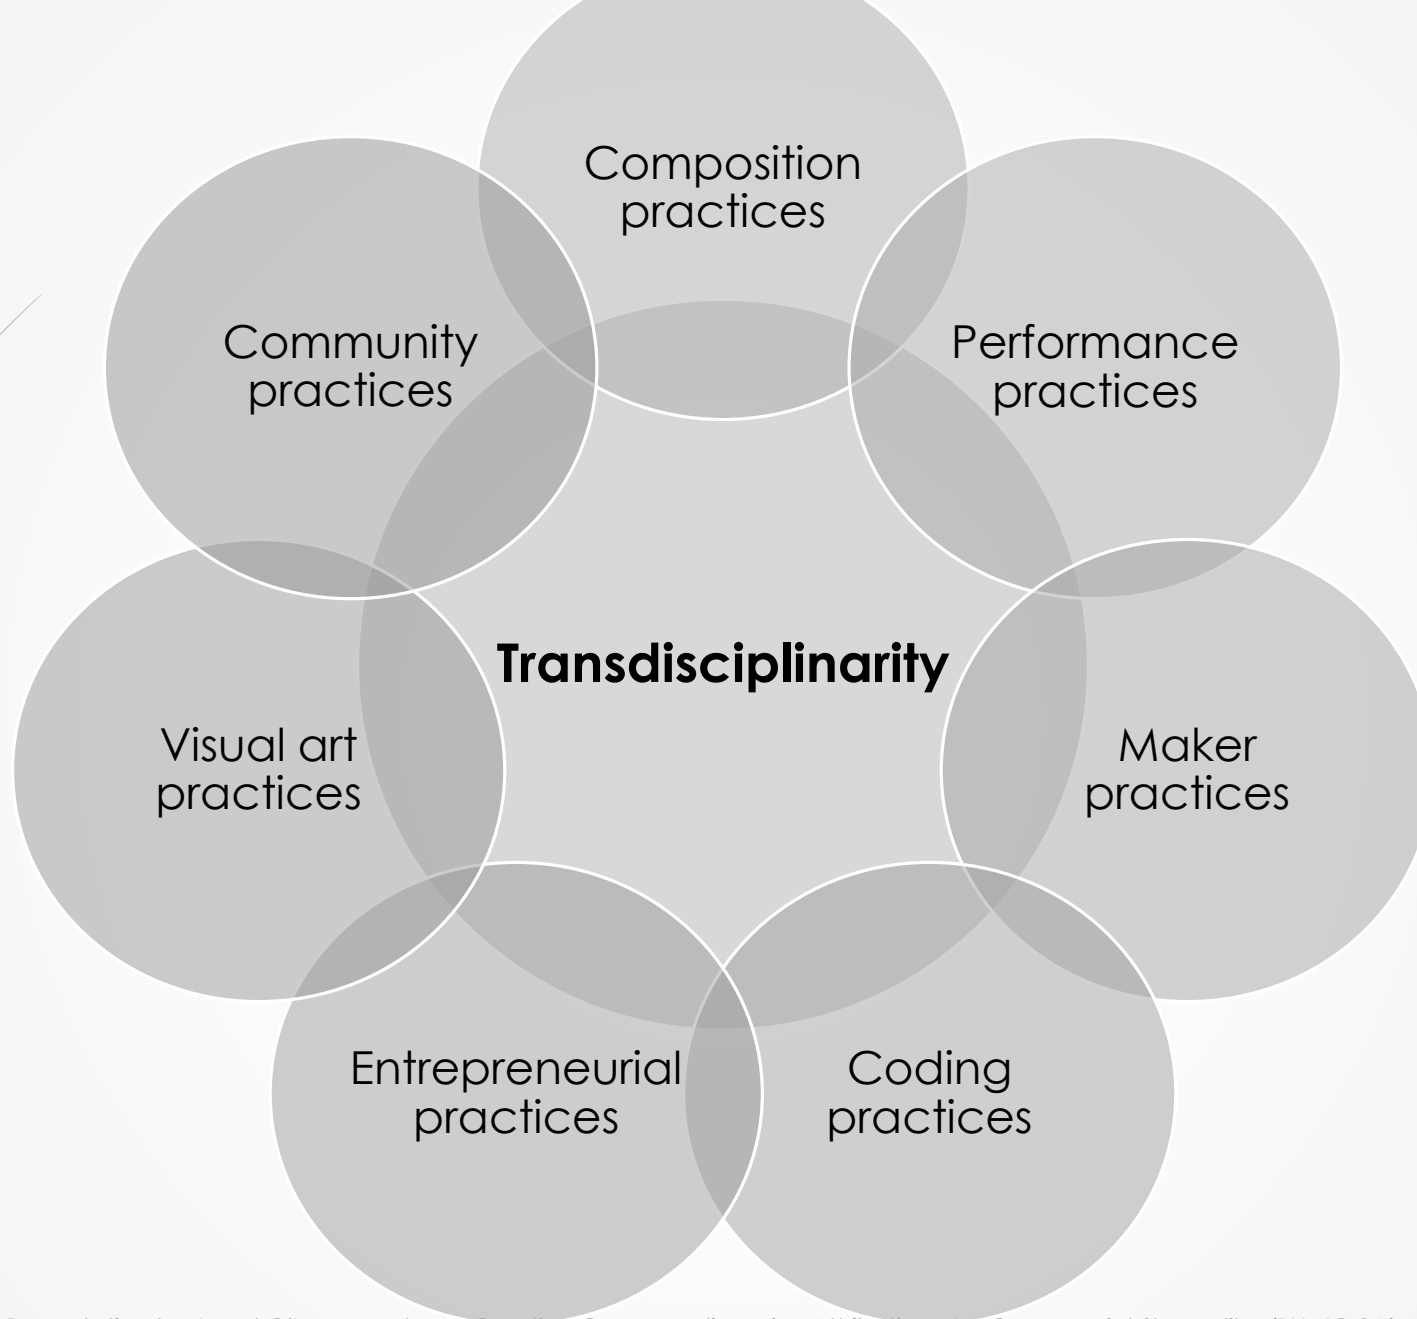 Composition
practices
Community
practices
Performance
practices
Transdisciplinarity
Visual art
practices
Maker
practices
Entrepreneurial
practices
Coding
practices